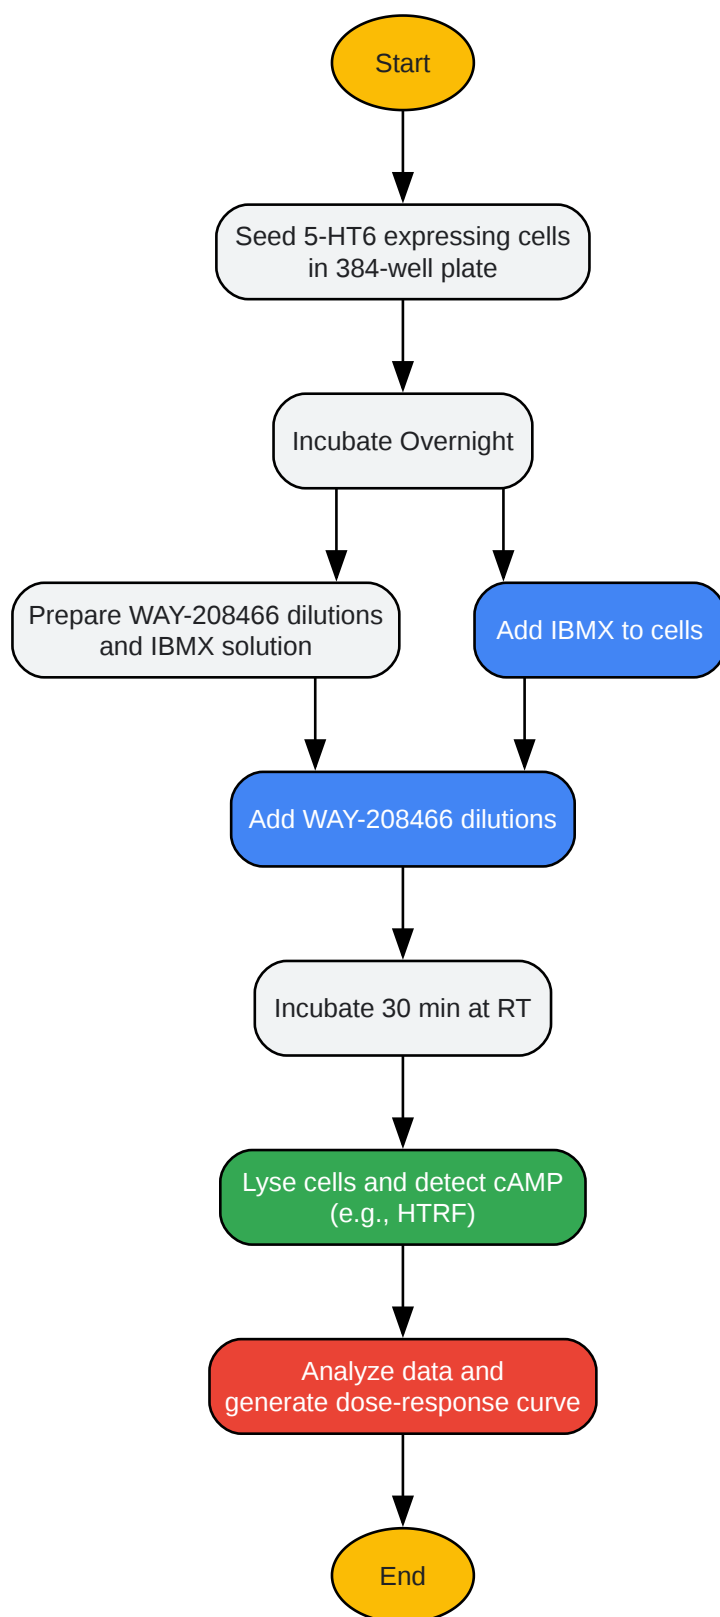 Start
Seed 5-HT6 expressing cells
in 384-well plate
Incubate Overnight
Prepare WAY-208466 dilutions
and IBMX solution
Add IBMX to cells
Add WAY-208466 dilutions
Incubate 30 min at RT
Lyse cells and detect cAMP
(e.g., HTRF)
Analyze data and
generate dose-response curve
End